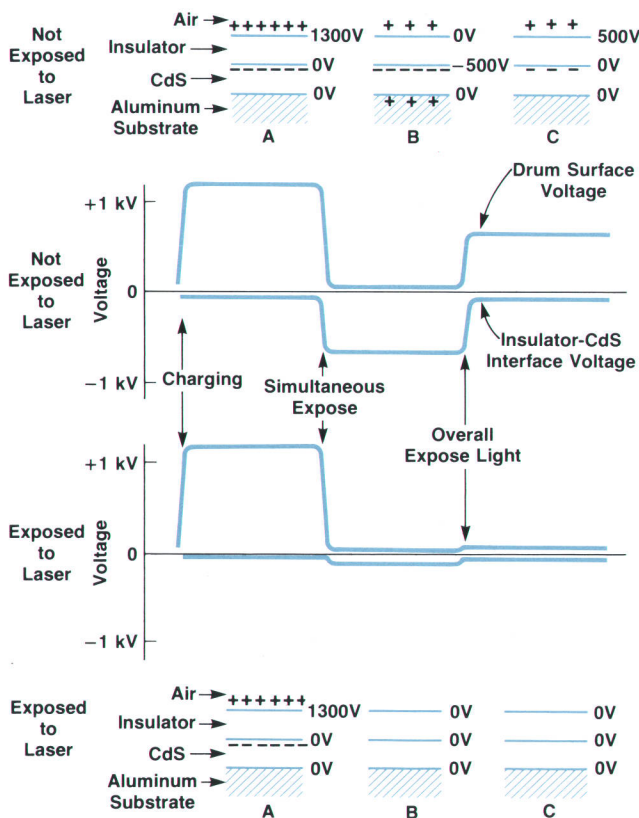 Not
Exposed
to
Laser
Air
Insulator
CdS
Aluminum
Substrate
++++++ 1300V
0V
------
0V
A
+ + + 0V
------ −500V
+ + + 0V
B
+ + + 500V
− − − 0V
0V
C
Not
Exposed
to
Laser
Voltage
+1 kV
0
−1 kV
Drum Surface
Voltage
Insulator-CdS
Interface Voltage
Charging
Simultaneous
Expose
Overall
Expose Light
Exposed
to
Laser
Voltage
+1 kV
0
−1 kV
Exposed
to
Laser
Air
Insulator
CdS
Aluminum
Substrate
++++++ 1300V
0V
------
0V
A
0V
0V
0V
B
0V
0V
0V
C